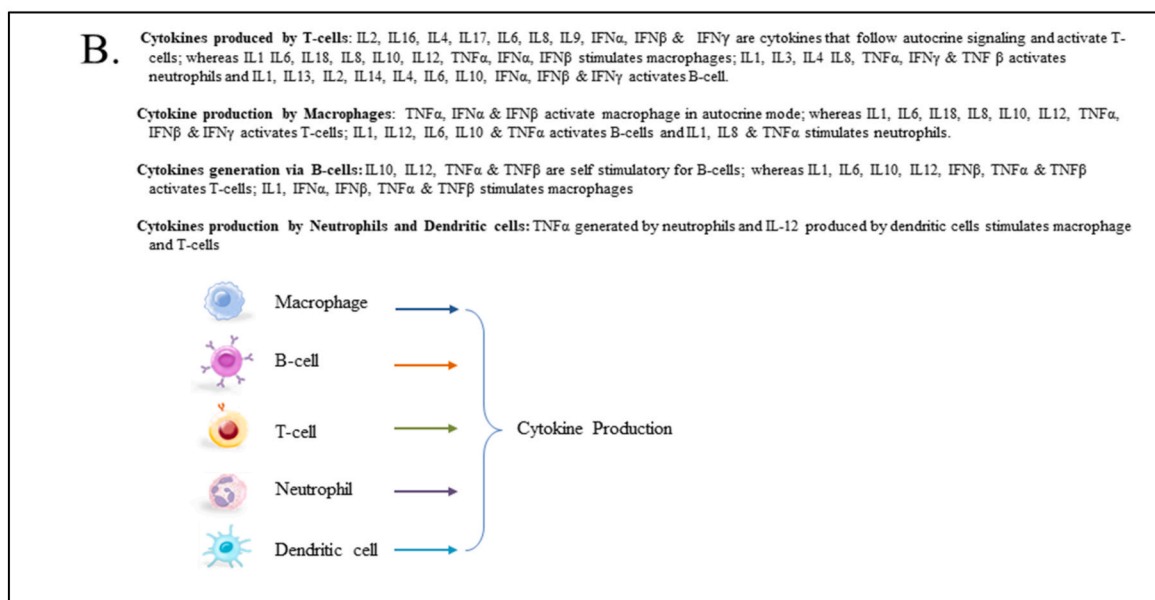 B.
Cytokines produced by T-cells: IL2, IL16, IL4, IL17, IL6, IL8, IL9, IFNα, IFNβ & IFNγ are cytokines that follow autocrine signaling and activate T-
cells; whereas IL1 IL6, IL18, IL8, IL10, IL12, TNFα, IFNα, IFNβ stimulates macrophages; IL1, IL3, IL4 IL8, TNFα, IFNγ & TNF β activates
neutrophils and IL1, IL13, IL2, IL14, IL4, IL6, IL10, IFNα, IFNβ & IFNγ activates B-cell.
Cytokine production by Macrophages: TNFα, IFNα & IFNβ activate macrophage in autocrine mode; whereas IL1, IL6, IL18, IL8, IL10, IL12, TNFα,
IFNβ & IFNγ activates T-cells; IL1, IL12, IL6, IL10 & TNFα activates B-cells and IL1, IL8 & TNFα stimulates neutrophils.
Cytokines generation via B-cells: IL10, IL12, TNFα & TNFβ are self stimulatory for B-cells; whereas IL1, IL6, IL10, IL12, IFNβ, TNFα & TNFβ
activates T-cells; IL1, IFNα, IFNβ, TNFα & TNFβ stimulates macrophages
Cytokines production by Neutrophils and Dendritic cells: TNFα generated by neutrophils and IL-12 produced by dendritic cells stimulates macrophage
and T-cells
Macrophage
B-cell
T-cell
Cytokine Production
Neutrophil
Dendritic cell